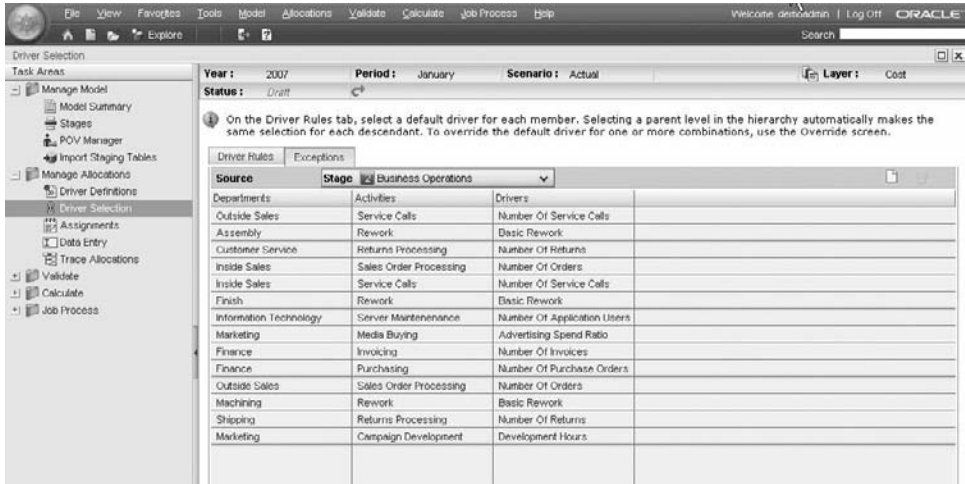 File View Favorites Tools Model Allocations Validate Calculate Job Process Help Welcome demoadmin | Log Off ORACLE
Explore Search
Driver Selection
Task Areas
Manage Model
Model Summary
Stages
POV Manager
Import Staging Tables
Manage Allocations
Driver Definitions
Driver Selection
Assignments
Data Entry
Trace Allocations
Validate
Calculate
Job Process
Year : 2007 Period : January Scenario : Actual Layer : Cost
Status : Draft
On the Driver Rules tab, select a default driver for each member. Selecting a parent level in the hierarchy automatically makes the
same selection for each descendant. To override the default driver for one or more combinations, use the Override screen.
Driver Rules Exceptions
Source Stage Business Operations
Departments Activities Drivers
Outside Sales Service Calls Number Of Service Calls
Assembly Rework Basic Rework
Customer Service Returns Processing Number Of Returns
Inside Sales Sales Order Processing Number Of Orders
Inside Sales Service Calls Number Of Service Calls
Finish Rework Basic Rework
Information Technology Server Maintenenance Number Of Application Users
Marketing Media Buying Advertising Spend Ratio
Finance Invoicing Number Of Invoices
Finance Purchasing Number Of Purchase Orders
Outside Sales Sales Order Processing Number Of Orders
Machining Rework Basic Rework
Shipping Returns Processing Number Of Returns
Marketing Campaign Development Development Hours